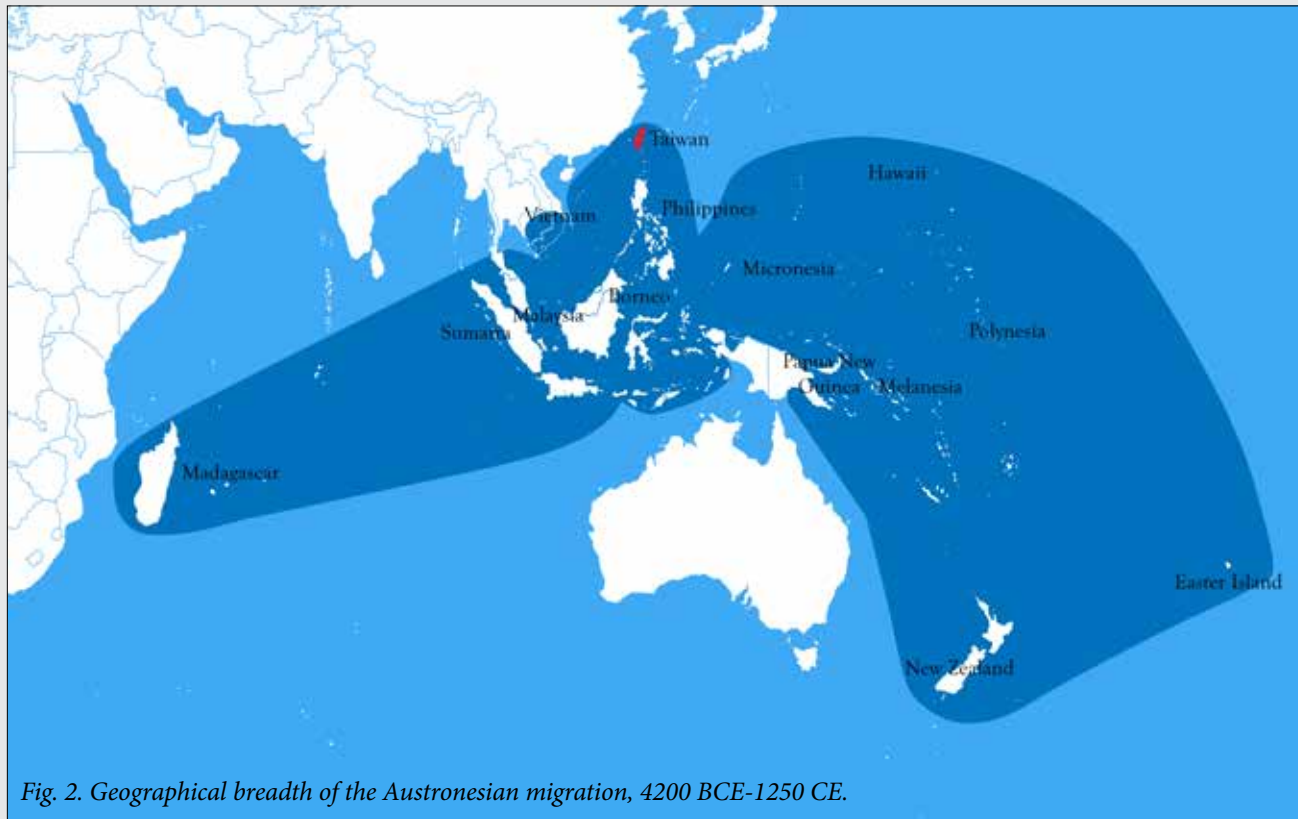 Taiwan
Hawaii
Vietnam
Philippines
Micronesia
Borneo
Malaysia
Sumatra
Polynesia
Papua New
Guinea
Melanesia
Madagascar
Easter Island
New Zealand
Fig. 2. Geographical breadth of the Austronesian migration, 4200 BCE-1250 CE.